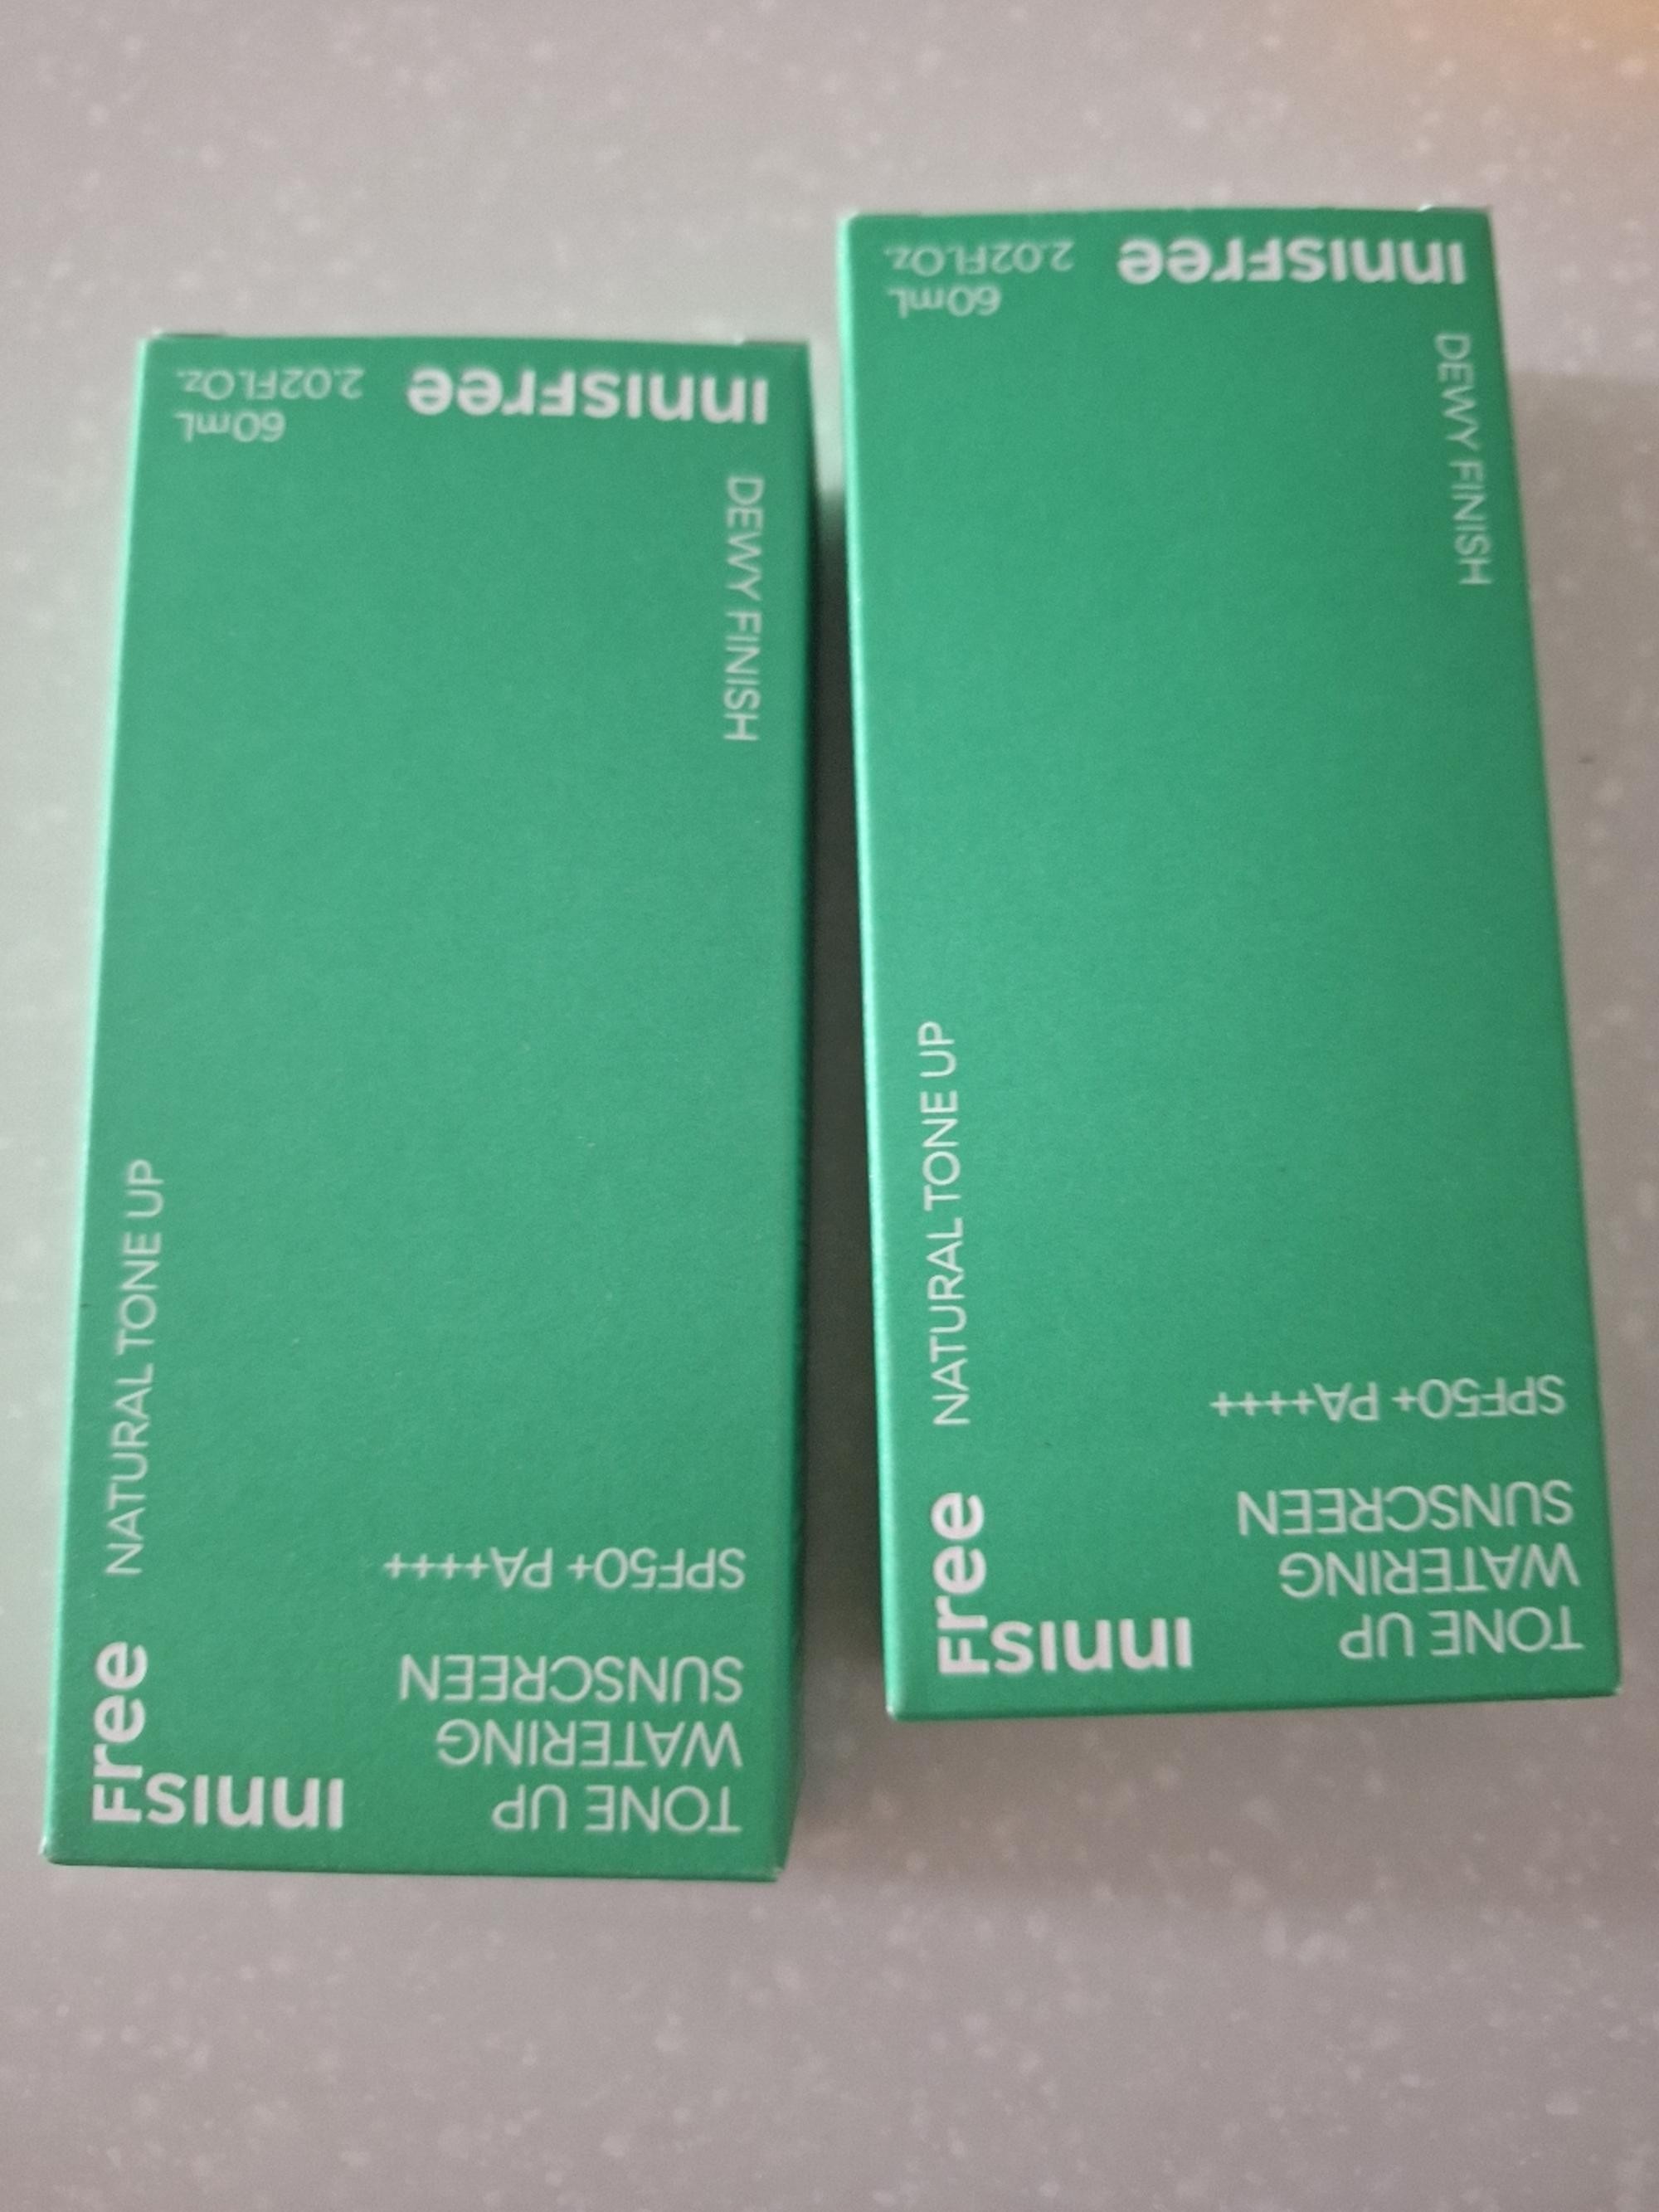 TONE UP
WATERING
SUNSCREEN
SPF50+ PA++++
innisFree
NATURAL TONE UP
DEWY FINISH
innisFree
60mL
2.02FL.Oz.
TONE UP
WATERING
SUNSCREEN
SPF50+ PA++++
innisFree
NATURAL TONE UP
DEWY FINISH
innisFree
60mL
2.02FL.Oz.